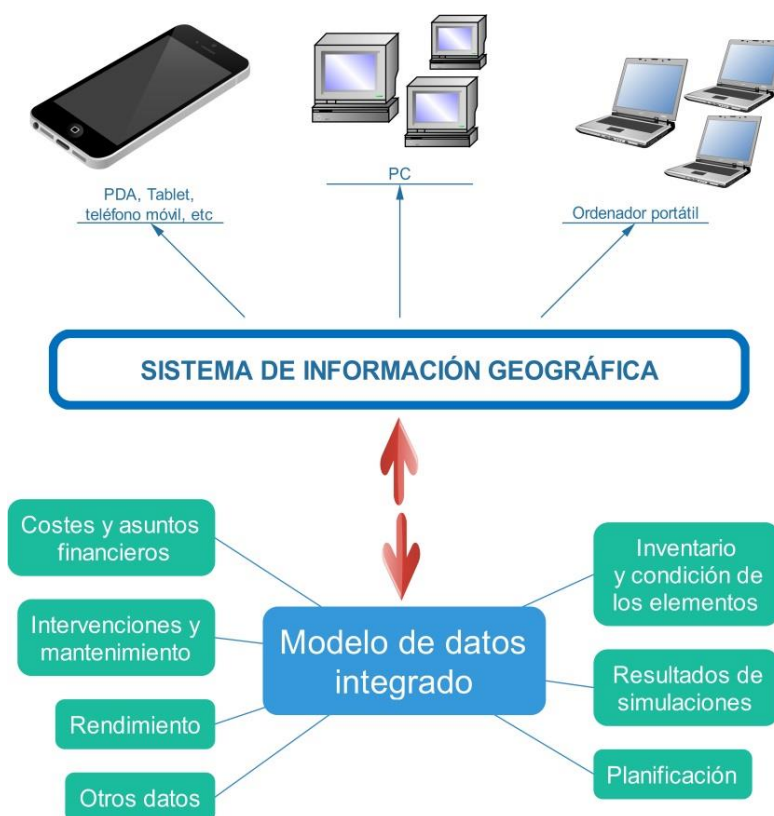 PDA, Tablet,
teléfono móvil, etc
PC
Ordenador portátil
SISTEMA DE INFORMACIÓN GEOGRÁFICA
Costes y asuntos
financieros
Intervenciones y
mantenimiento
Rendimiento
Otros datos
Modelo de datos
integrado
Inventario
y condición de
los elementos
Resultados de
simulaciones
Planificación